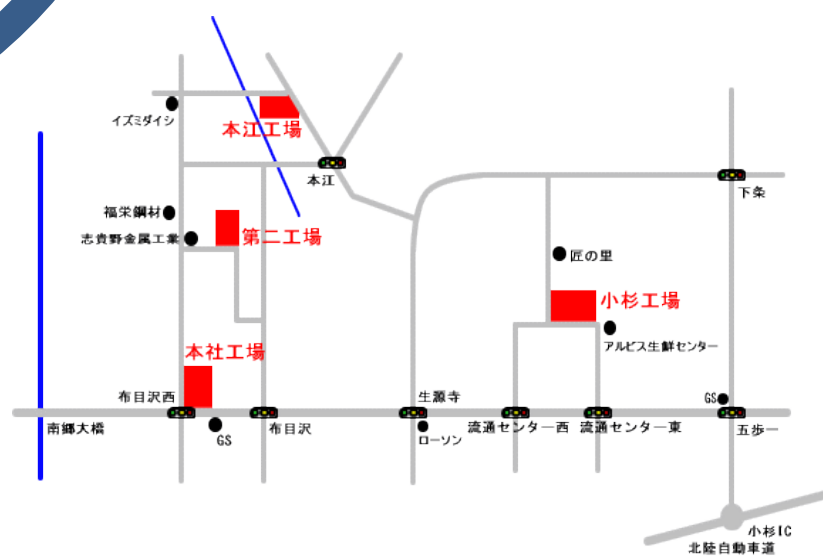 イズミダイシ
本江工場
本江
下条
福栄鋼材
志貴野金属工業
第二工場
匠の里
小杉工場
アルビス生鮮センター
本社工場
布目沢西
生源寺
GS
南郷大橋
GS
布目沢
ローソン
流通センター西
流通センター東
五歩一
小杉IC
北陸自動車道